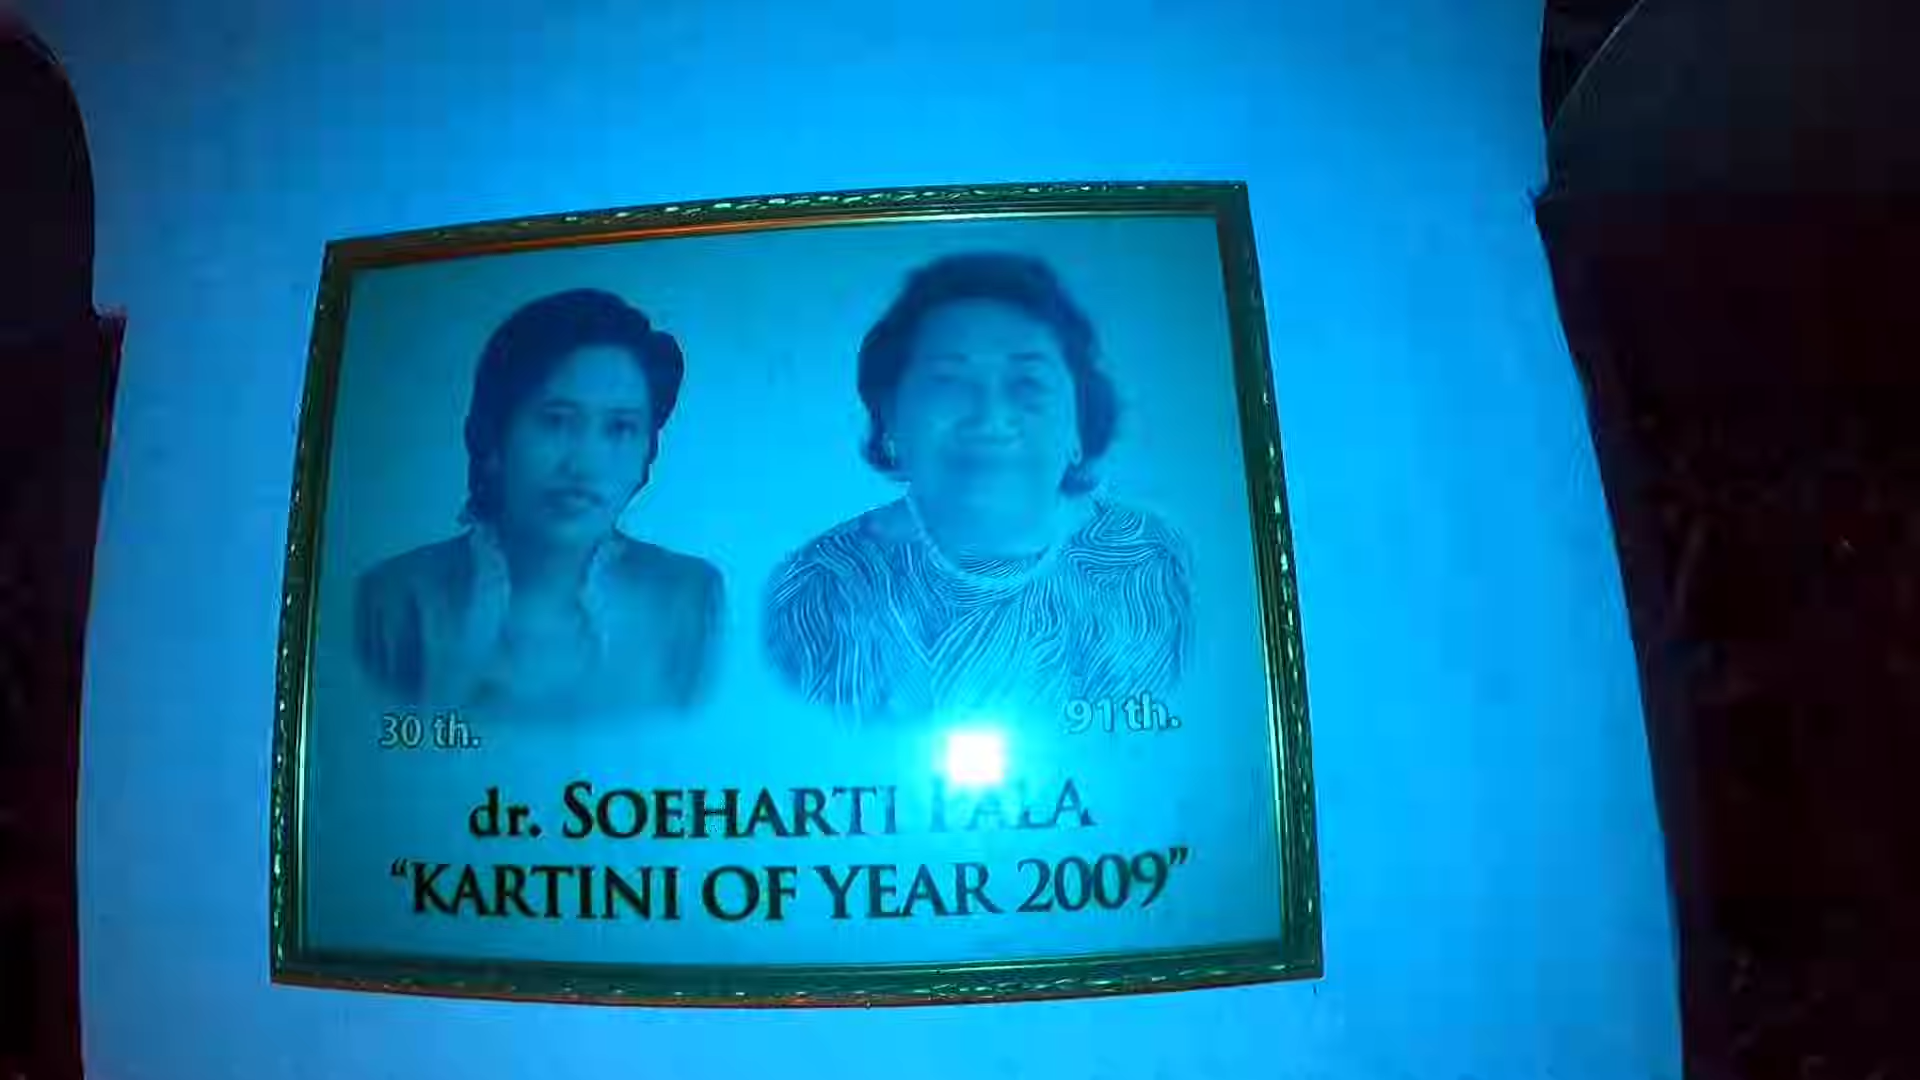 30 th.
91 th.
dr. SOEHARTI
"KARTINI OF YEAR 2009"